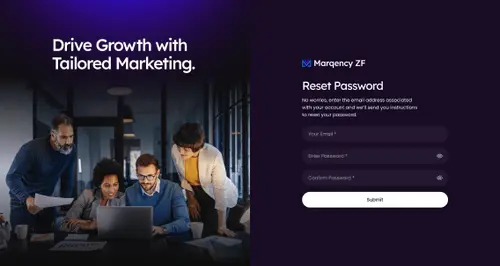 Drive Growth with
Tailored Marketing.
Marqency ZF
Reset Password
No worries, enter the email address associated
with your account and we'll send you instructions
to reset your password
Your Email *
Enter Password *
Confirm Password *
Submit